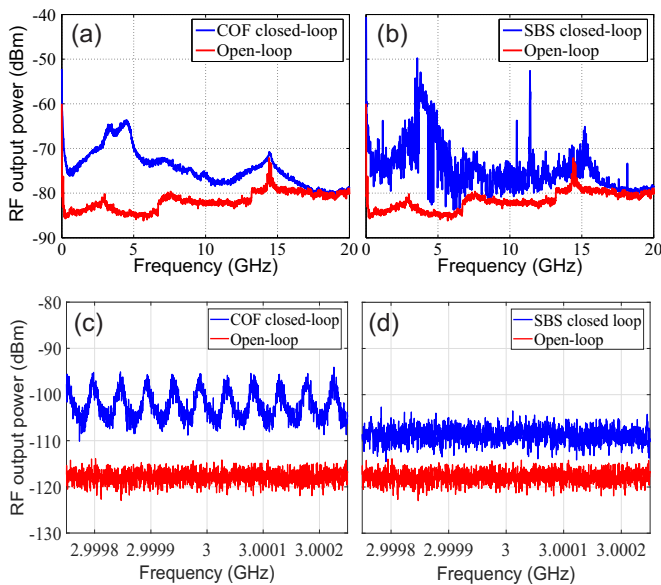 (a)
COF closed-loop
Open-loop
RF output power (dBm)
-40
-50
-60
-70
-80
-90
0
5
10
15
20
Frequency (GHz)
(b)
SBS closed-loop
Open-loop
0
5
10
15
20
Frequency (GHz)
(c)
COF closed-loop
Open-loop
RF output power (dBm)
-80
-90
-100
-110
-120
-130
2.9998
2.9999
3
3.0001
3.0002
Frequency (GHz)
(d)
SBS closed loop
Open-loop
2.9998
2.9999
3
3.0001
3.0002
Frequency (GHz)